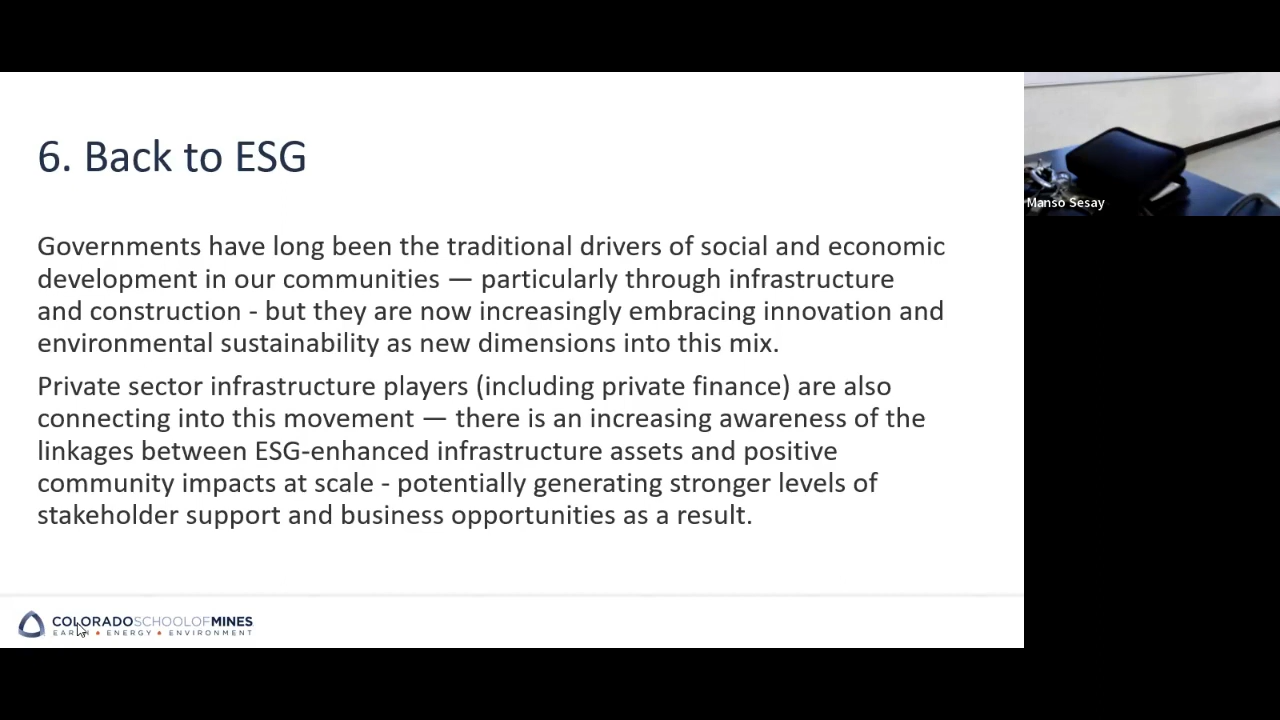 6. Back to ESG
Governments have long been the traditional drivers of social and economic
development in our communities — particularly through infrastructure
and construction - but they are now increasingly embracing innovation and
environmental sustainability as new dimensions into this mix.
Private sector infrastructure players (including private finance) are also
connecting into this movement — there is an increasing awareness of the
linkages between ESG-enhanced infrastructure assets and positive
community impacts at scale - potentially generating stronger levels of
stakeholder support and business opportunities as a result.
COLORADOSCHOOLOFMINES
EARTH • ENERGY • ENVIRONMENT
Manso Sesay